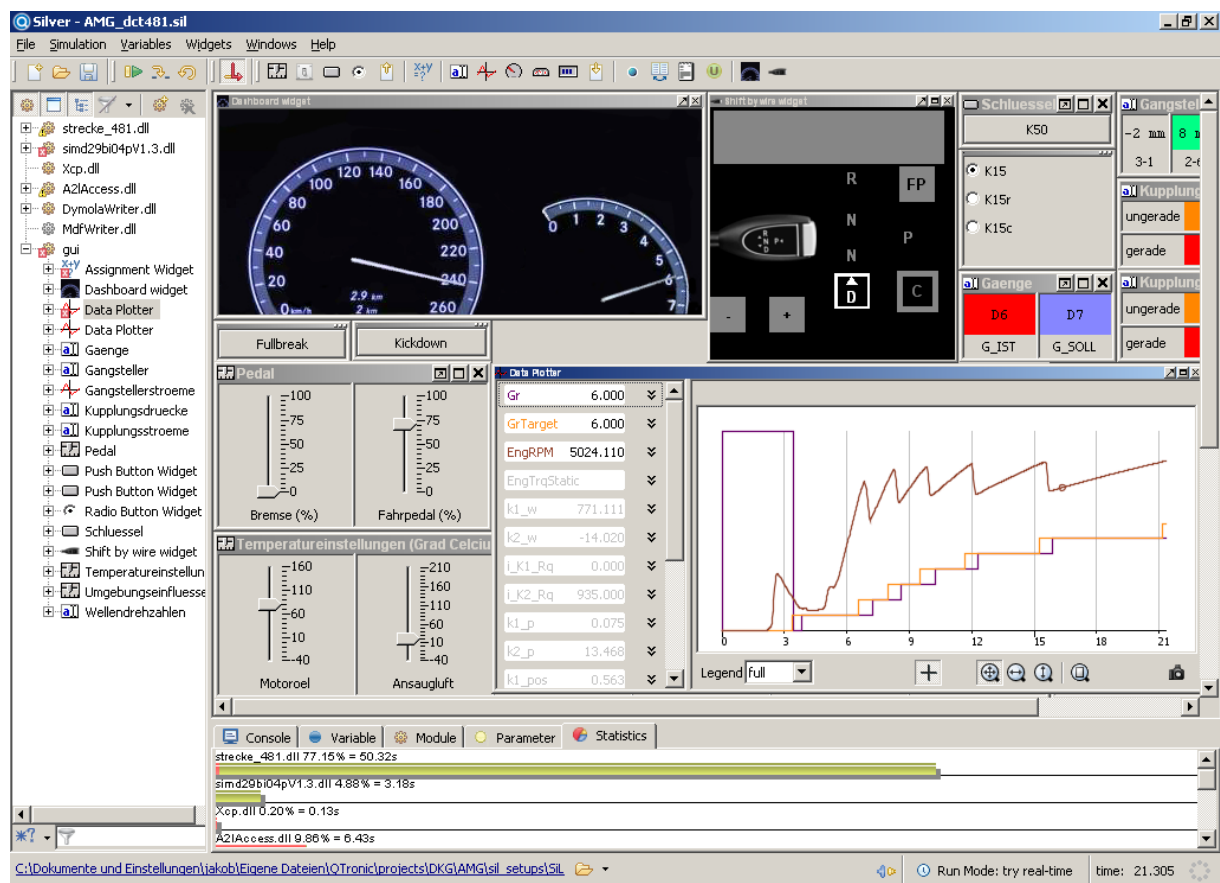 Silver - AMG_dct481.sil
File Simulation Variables Widgets Windows Help
strecke_481.dll
simd29bi04pV1.3.dll
Xcp.dll
A2lAccess.dll
DymolaWriter.dll
MdfWriter.dll
gui
Assignment Widget
Dashboard widget
Data Plotter
Data Plotter
Gaenge
Gangsteller
Gangstellerstroeme
Kupplungsdruecke
Kupplungsstroeme
Pedal
Push Button Widget
Push Button Widget
Radio Button Widget
Schluessel
Shift by wire widget
Temperatureinstellun
Umgebungseinfluesse
Wellendrehzahlen
Dashboard widget
0 km/h 20 40 60 80 100 120 140 160 180 200 220 240 260
2.9 km
2 km
0 1 2 3 4 5 6 7
Shift by wire widget
R
FP
N
P
N
D
C
R
N
D
P
- +
Schluessel
K50
K15
K15r
K15c
Gaenge
D6 D7
G_IST G_SOLL
Gangstel
-2 mm 8
3-1 2-
Kupplung
ungerade
gerade
Kupplung
ungerade
gerade
Fullbreak Kickdown
Pedal
100 100
75 75
50 50
25 25
0 0
Bremse (%) Fahrpedal (%)
Temperatureinstellungen (Grad Celciu
160 210
110 160
60 110
10 60
-40 10
-40
Motoroel Ansaugluft
Data Plotter
Gr 6.000
GrTarget 6.000
EngRPM 5024.110
EngTrqStatic
k1_w 771.111
k2_w -14.020
i_K1_Rq 0.000
i_K2_Rq 935.000
k1_p 0.075
k2_p 13.468
k1_pos 0.563
0 3 6 9 12 15 18 21
Legend full
Console Variable Module Parameter Statistics
strecke_481.dll 77.15% = 50.32s
simd29bi04pV1.3.dll 4.88% = 3.18s
Xcp.dll 0.20% = 0.13s
A2lAccess.dll 9.86% = 6.43s
C:\Dokumente und Einstellungen\jakob\Eigene Dateien\QTronic\projects\DKG\AMG\sil_setups\SiL
Run Mode: try real-time
time: 21.305